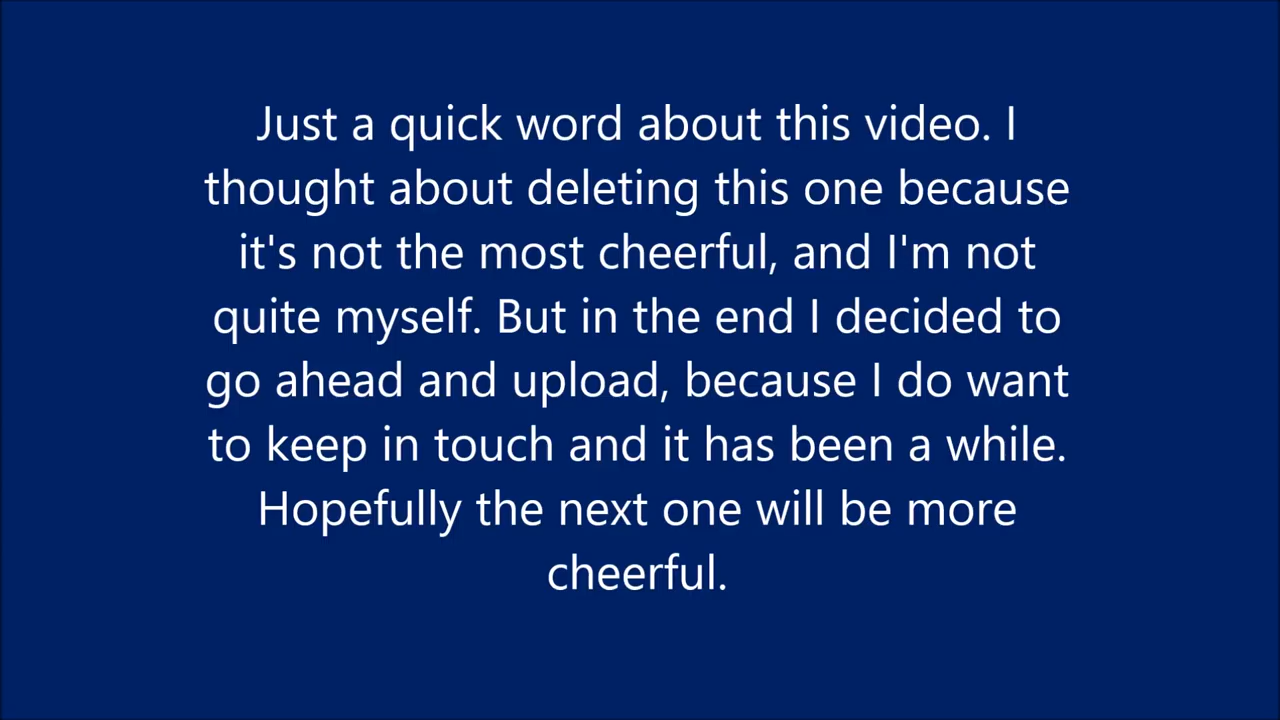 Just a quick word about this video. I
thought about deleting this one because
it's not the most cheerful, and I'm not
quite myself. But in the end I decided to
go ahead and upload, because I do want
to keep in touch and it has been a while.
Hopefully the next one will be more
cheerful.